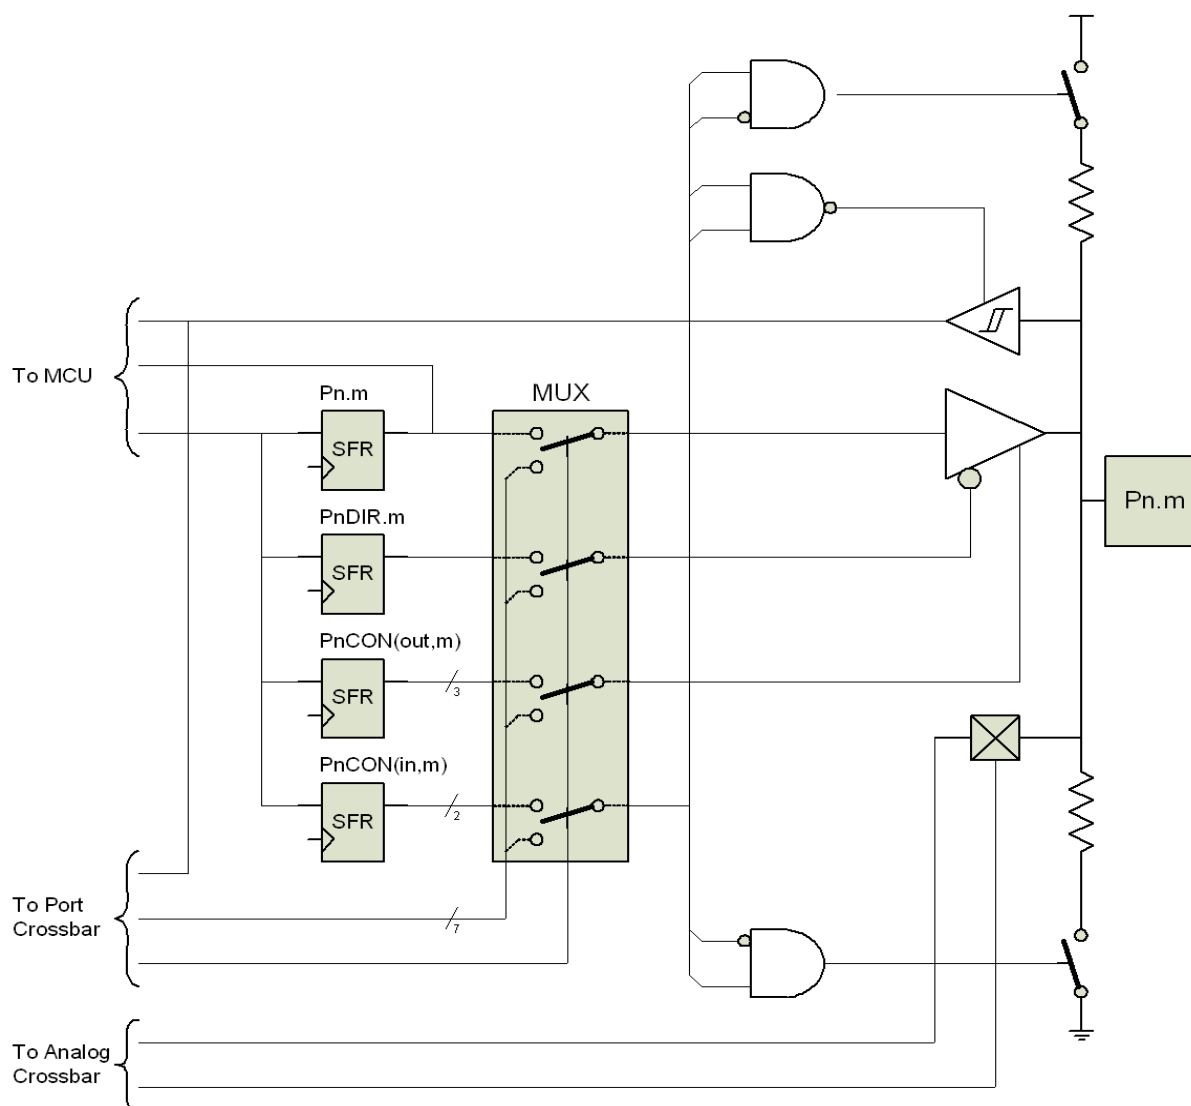 To MCU
Pn.m
SFR
MUX
PnDIR.m
SFR
PnCON(out,m)
SFR
3
PnCON(in,m)
SFR
2
Pn.m
To Port
Crossbar
7
To Analog
Crossbar